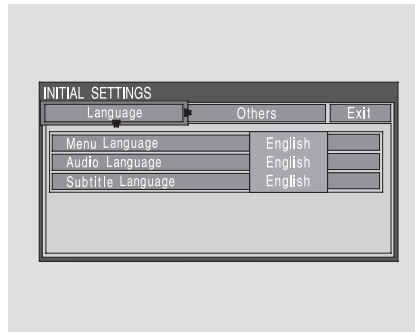 INITIAL SETTINGS
Language Others Exit
Menu Language English
Audio Language English
Subtitle Language English